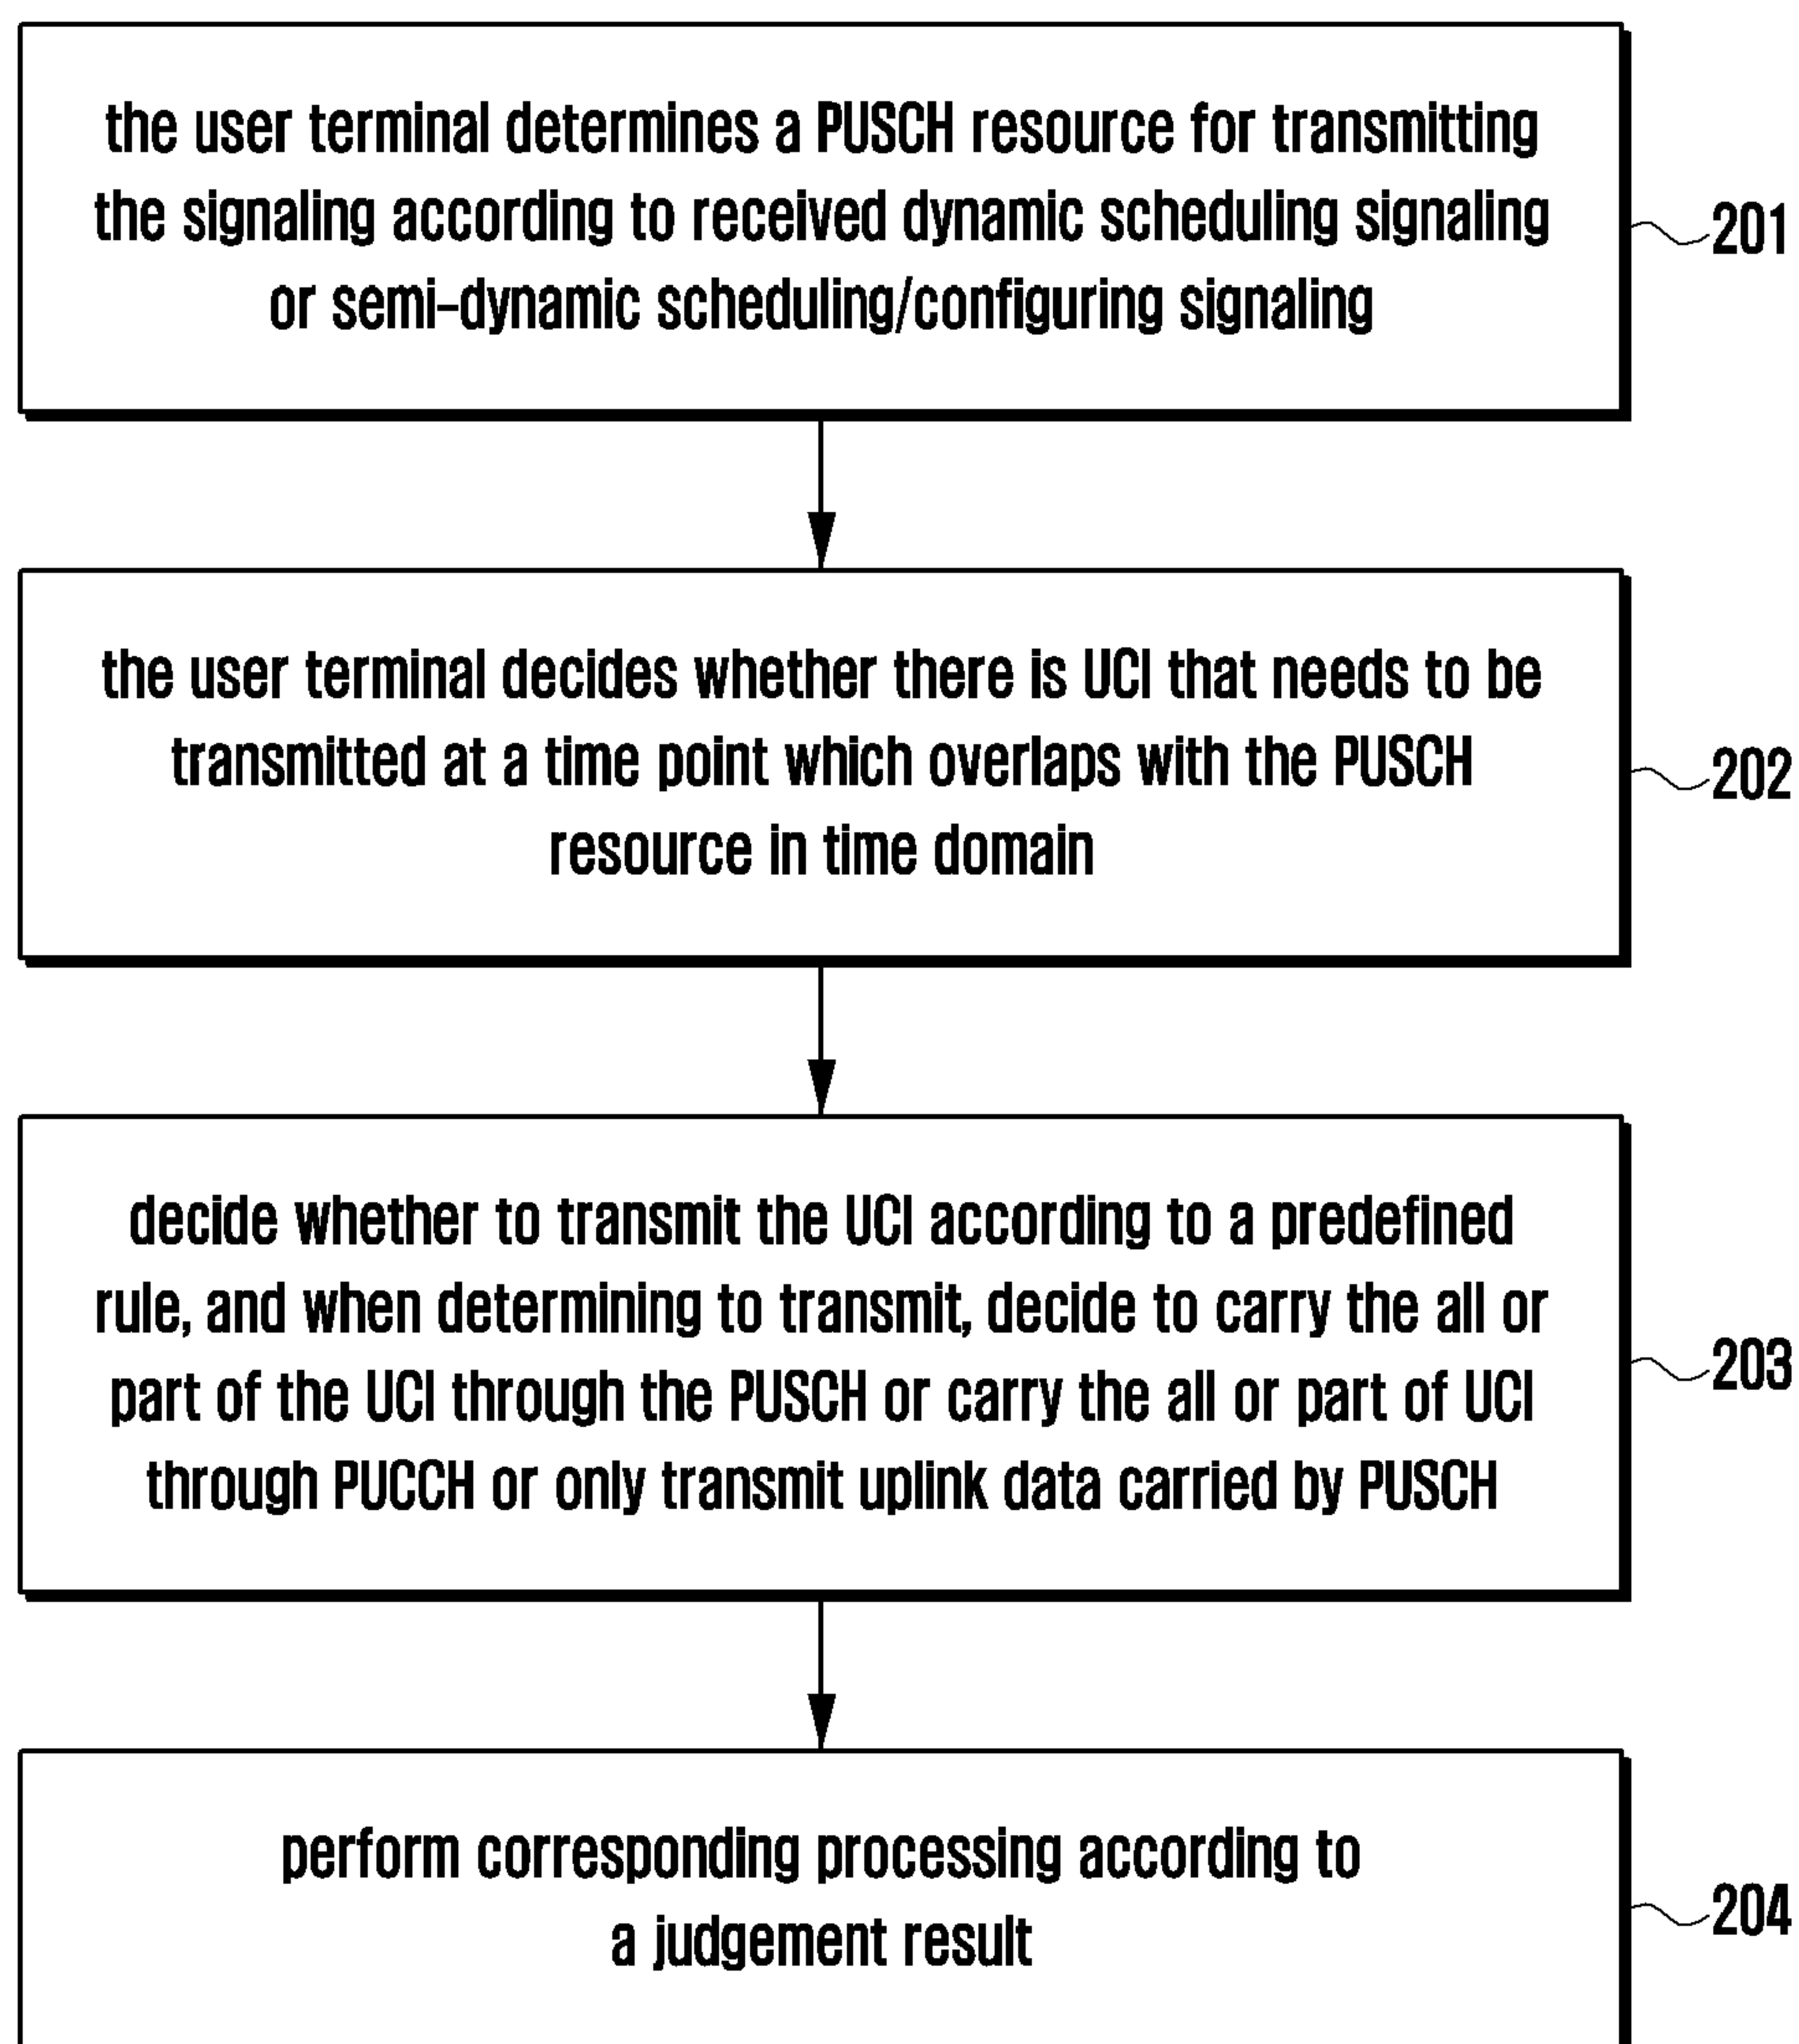 the user terminal determines a PUSCH resource for transmitting
the signaling according to received dynamic scheduling signaling
or semi-dynamic scheduling/configuring signaling
201
the user terminal decides whether there is UCI that needs to be
transmitted at a time point which overlaps with the PUSCH
resource in time domain
202
decide whether to transmit the UCI according to a predefined
rule, and when determining to transmit, decide to carry the all or
part of the UCI through the PUSCH or carry the all or part of UCI
through PUCCH or only transmit uplink data carried by PUSCH
203
perform corresponding processing according to
a judgement result
204